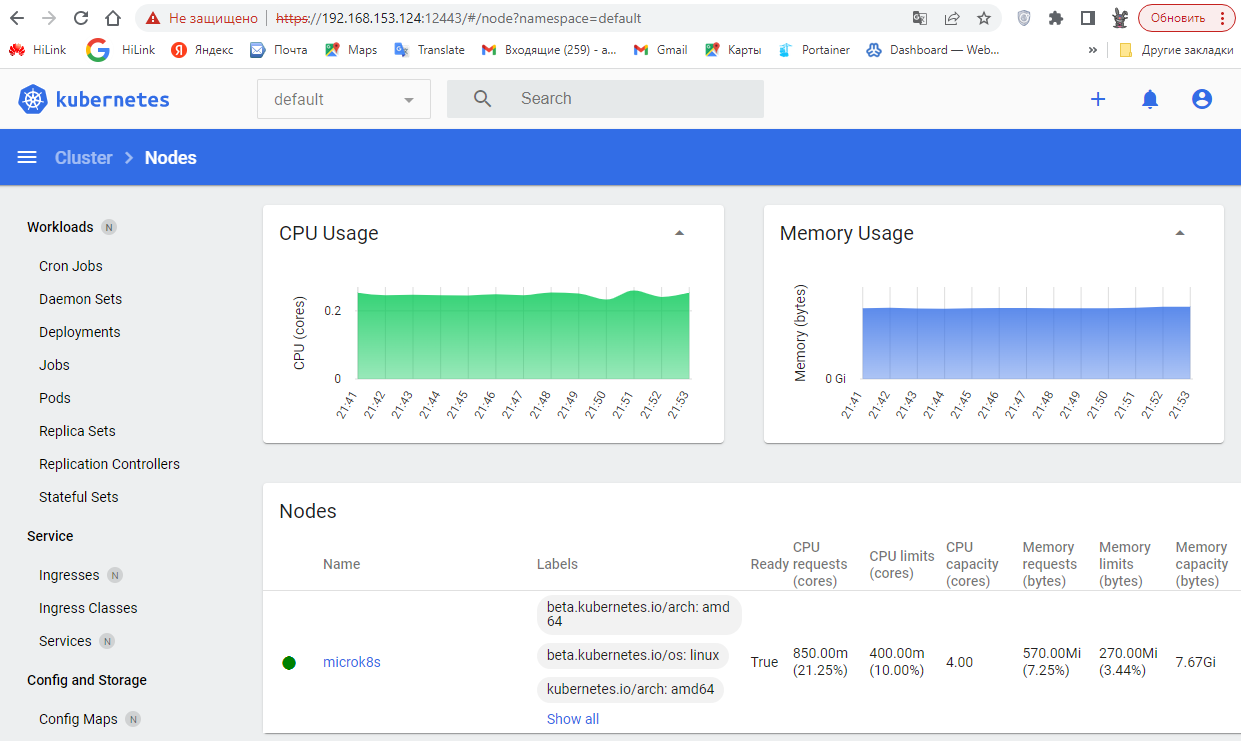 Не защищено https://192.168.153.124:12443/#/node?namespace=default Обновить
HiLink HiLink Яндекс Почта Maps Translate Входящие (259) - a... Gmail Карты Portainer Dashboard — Web... » Другие закладки
kubernetes default Search
Cluster > Nodes
Workloads N
Cron Jobs
Daemon Sets
Deployments
Jobs
Pods
Replica Sets
Replication Controllers
Stateful Sets
Service
Ingresses N
Ingress Classes
Services N
Config and Storage
Config Maps N
CPU Usage
CPU (cores)
0.2
0
21:41 21:42 21:43 21:44 21:45 21:46 21:47 21:48 21:49 21:50 21:51 21:52 21:53
Memory Usage
Memory (bytes)
0 Gi
21:41 21:42 21:43 21:44 21:45 21:46 21:47 21:48 21:49 21:50 21:51 21:52 21:53
Nodes
Name Labels Ready CPU requests (cores) CPU limits (cores) CPU capacity (cores) Memory requests (bytes) Memory limits (bytes) Memory capacity (bytes)
microk8s
beta.kubernetes.io/arch: amd
64
beta.kubernetes.io/os: linux
kubernetes.io/arch: amd64
Show all
True
850.00m
(21.25%)
400.00m
(10.00%)
4.00
570.00Mi
(7.25%)
270.00Mi
(3.44%)
7.67Gi